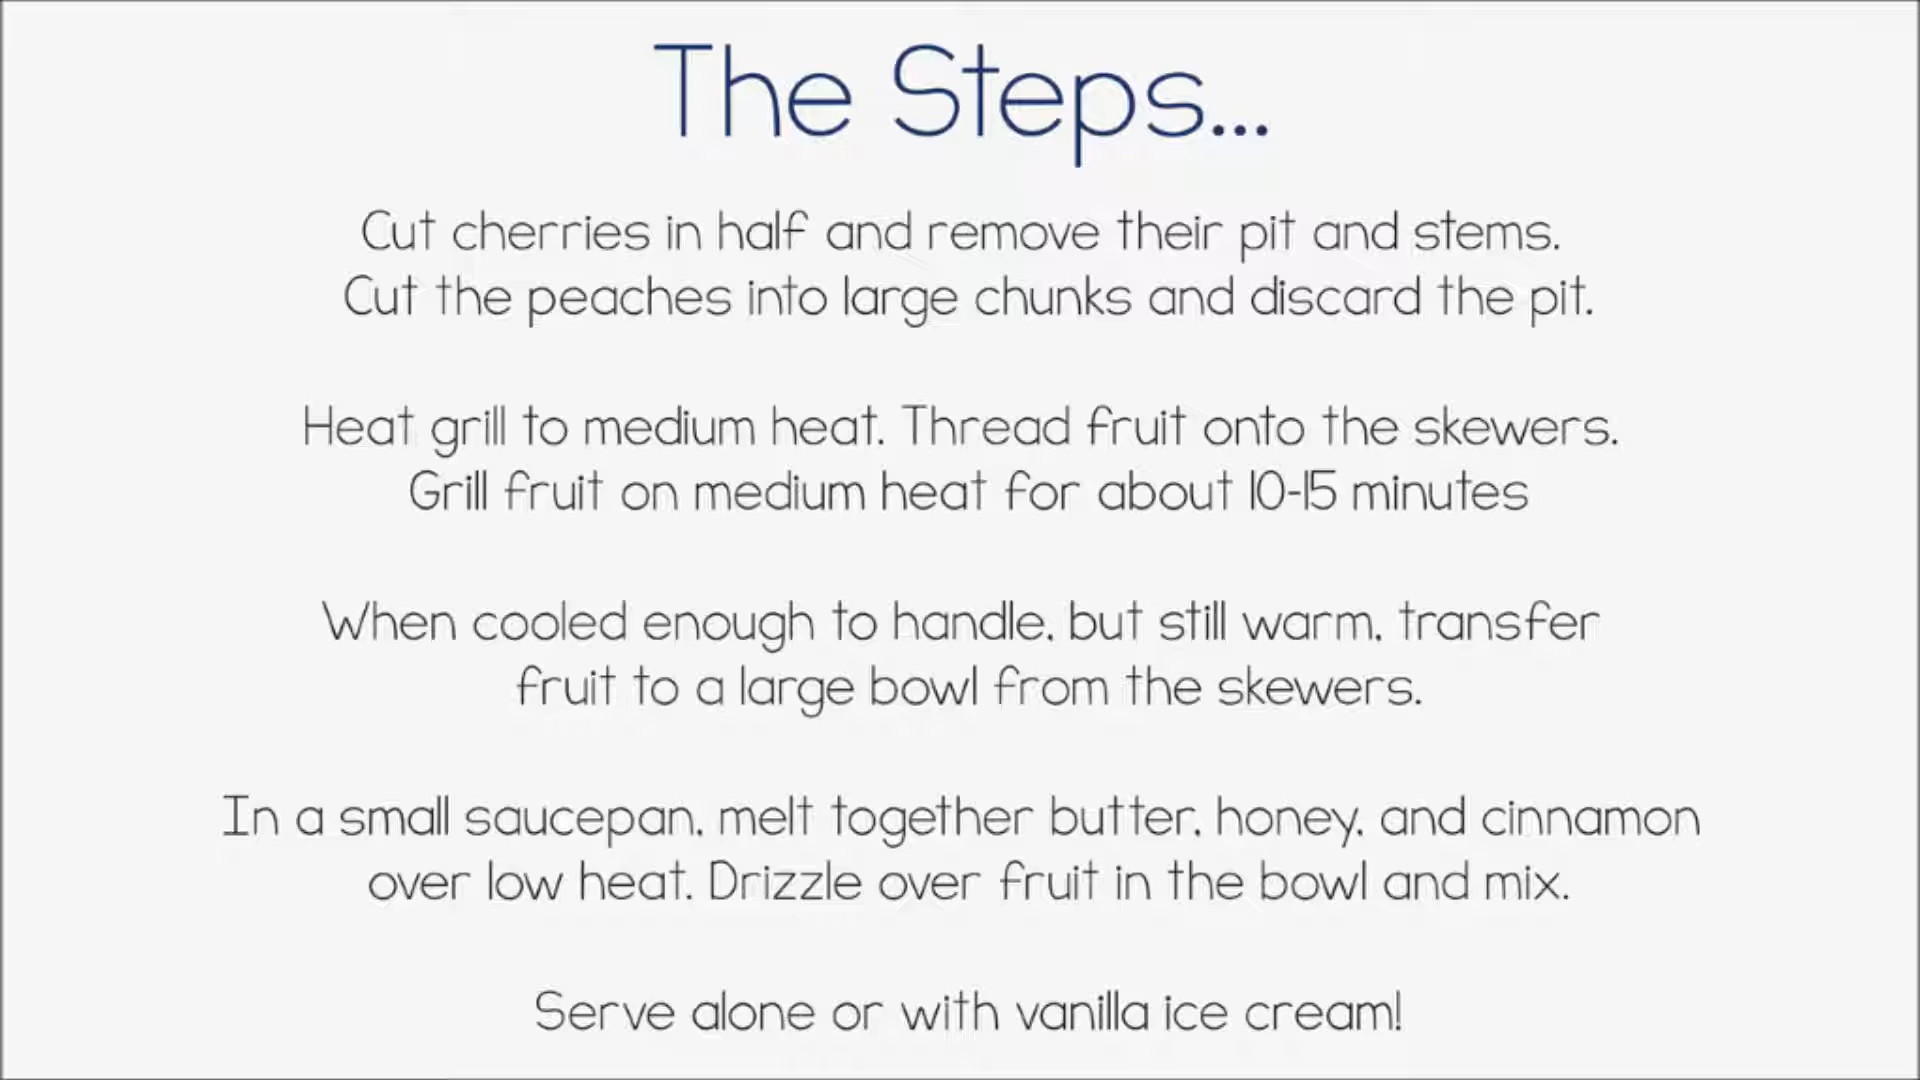 The Steps...
Cut cherries in half and remove their pit and stems.
Cut the peaches into large chunks and discard the pit.
Heat grill to medium heat. Thread fruit onto the skewers.
Grill fruit on medium heat for about 10-15 minutes
When cooled enough to handle, but still warm, transfer
fruit to a large bowl from the skewers.
In a small saucepan, melt together butter, honey, and cinnamon
over low heat. Drizzle over fruit in the bowl and mix.
Serve alone or with vanilla ice cream!